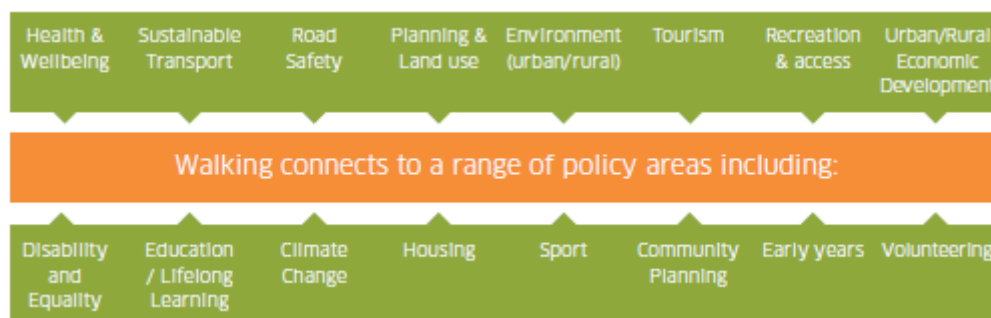 Health &
Wellbeing
Sustainable
Transport
Road
Safety
Planning &
Land use
Environment
(urban/rural)
Tourism
Recreation
& access
Urban/Rural
Economic
Development
Walking connects to a range of policy areas including:
Disability
and
Equality
Education
/ Lifelong
Learning
Climate
Change
Housing
Sport
Community
Planning
Early years
Volunteering